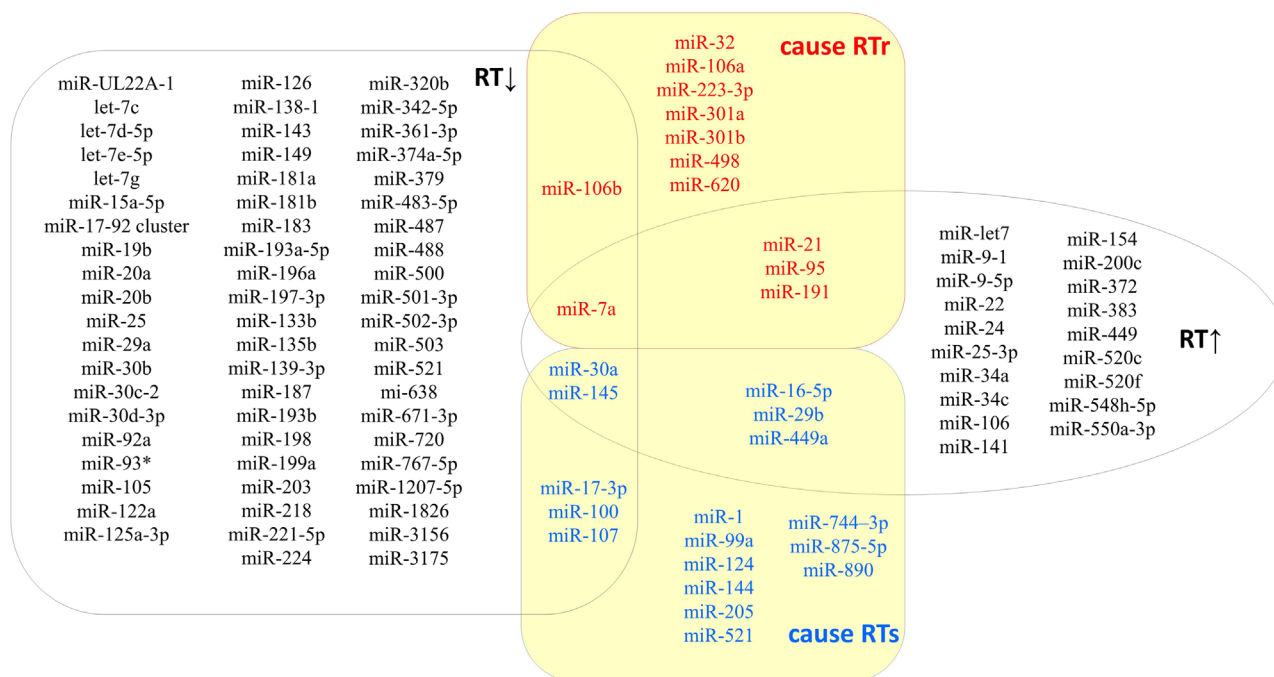 RT↓
miR-UL22A-1
let-7c
let-7d-5p
let-7e-5p
let-7g
miR-15a-5p
miR-17-92 cluster
miR-19b
miR-20a
miR-20b
miR-25
miR-29a
miR-30b
miR-30c-2
miR-30d-3p
miR-92a
miR-93*
miR-105
miR-122a
miR-125a-3p
miR-126
miR-138-1
miR-143
miR-149
miR-181a
miR-181b
miR-183
miR-193a-5p
miR-196a
miR-197-3p
miR-133b
miR-135b
miR-139-3p
miR-187
miR-193b
miR-198
miR-199a
miR-203
miR-218
miR-221-5p
miR-224
miR-320b
miR-342-5p
miR-361-3p
miR-374a-5p
miR-379
miR-483-5p
miR-487
miR-488
miR-500
miR-501-3p
miR-502-3p
miR-503
miR-521
mi-638
miR-671-3p
miR-720
miR-767-5p
miR-1207-5p
miR-1826
miR-3156
miR-3175
cause RTr
miR-32
miR-106a
miR-223-3p
miR-301a
miR-301b
miR-498
miR-620
miR-106b
miR-7a
miR-21
miR-95
miR-191
miR-30a
miR-145
miR-16-5p
miR-29b
miR-449a
miR-17-3p
miR-100
miR-107
miR-1
miR-99a
miR-124
miR-144
miR-205
miR-521
miR-744–3p
miR-875-5p
miR-890
cause RTs
miR-let7
miR-9-1
miR-9-5p
miR-22
miR-24
miR-25-3p
miR-34a
miR-34c
miR-106
miR-141
miR-154
miR-200c
miR-372
miR-383
miR-449
miR-520c
miR-520f
miR-548h-5p
miR-550a-3p
RT↑